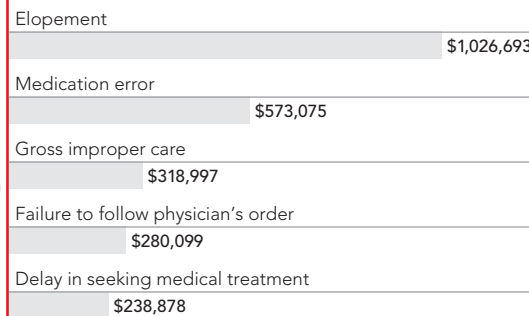 Elopement
$1,026,693
Medication error
$573,075
Gross improper care
$318,997
Failure to follow physician’s order
$280,099
Delay in seeking medical treatment
$238,878